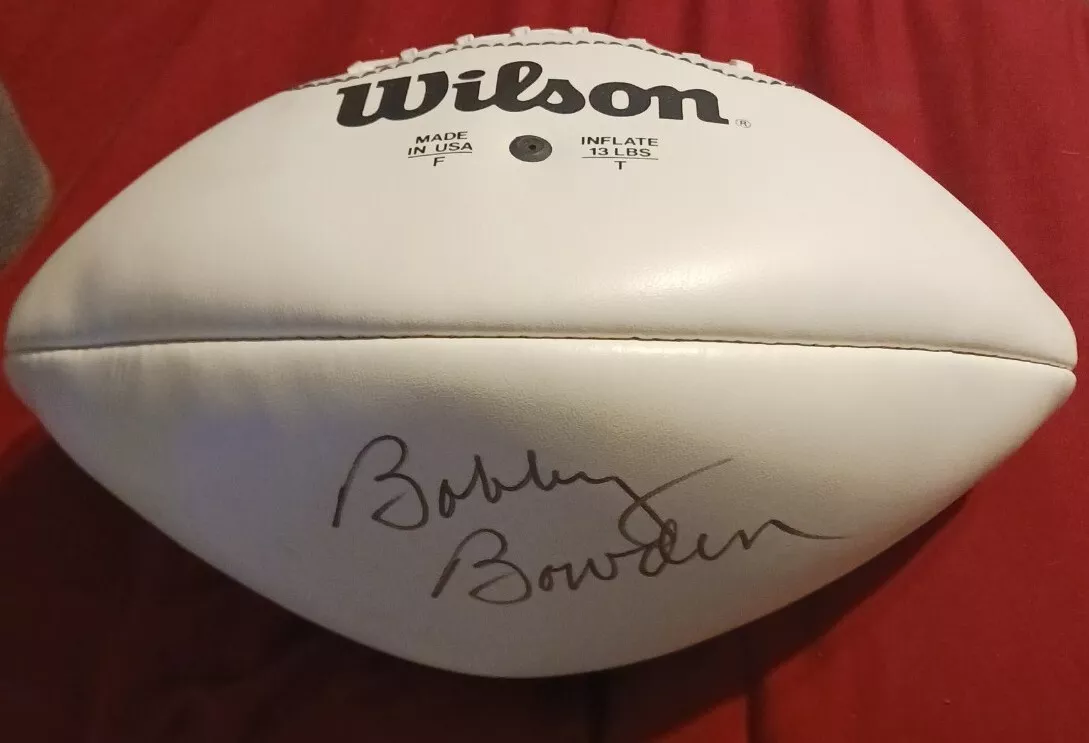 Wilson®
MADE IN USA F
INFLATE 13 LBS T
Bobby
Bowden